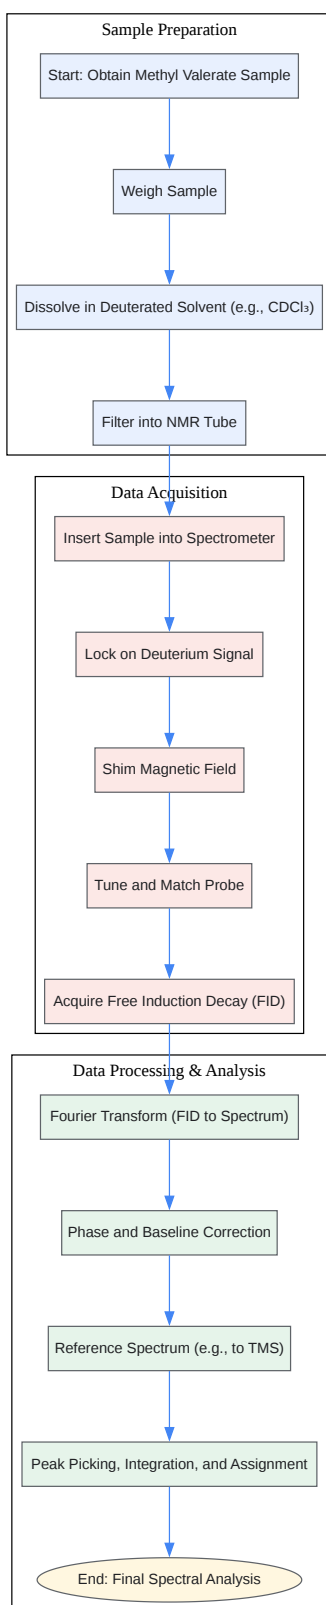 Sample Preparation
Start: Obtain Methyl Valerate Sample
Weigh Sample
Dissolve in Deuterated Solvent (e.g., CDCl₃)
Filter into NMR Tube
Data Acquisition
Insert Sample into Spectrometer
Lock on Deuterium Signal
Shim Magnetic Field
Tune and Match Probe
Acquire Free Induction Decay (FID)
Data Processing & Analysis
Fourier Transform (FID to Spectrum)
Phase and Baseline Correction
Reference Spectrum (e.g., to TMS)
Peak Picking, Integration, and Assignment
End: Final Spectral Analysis